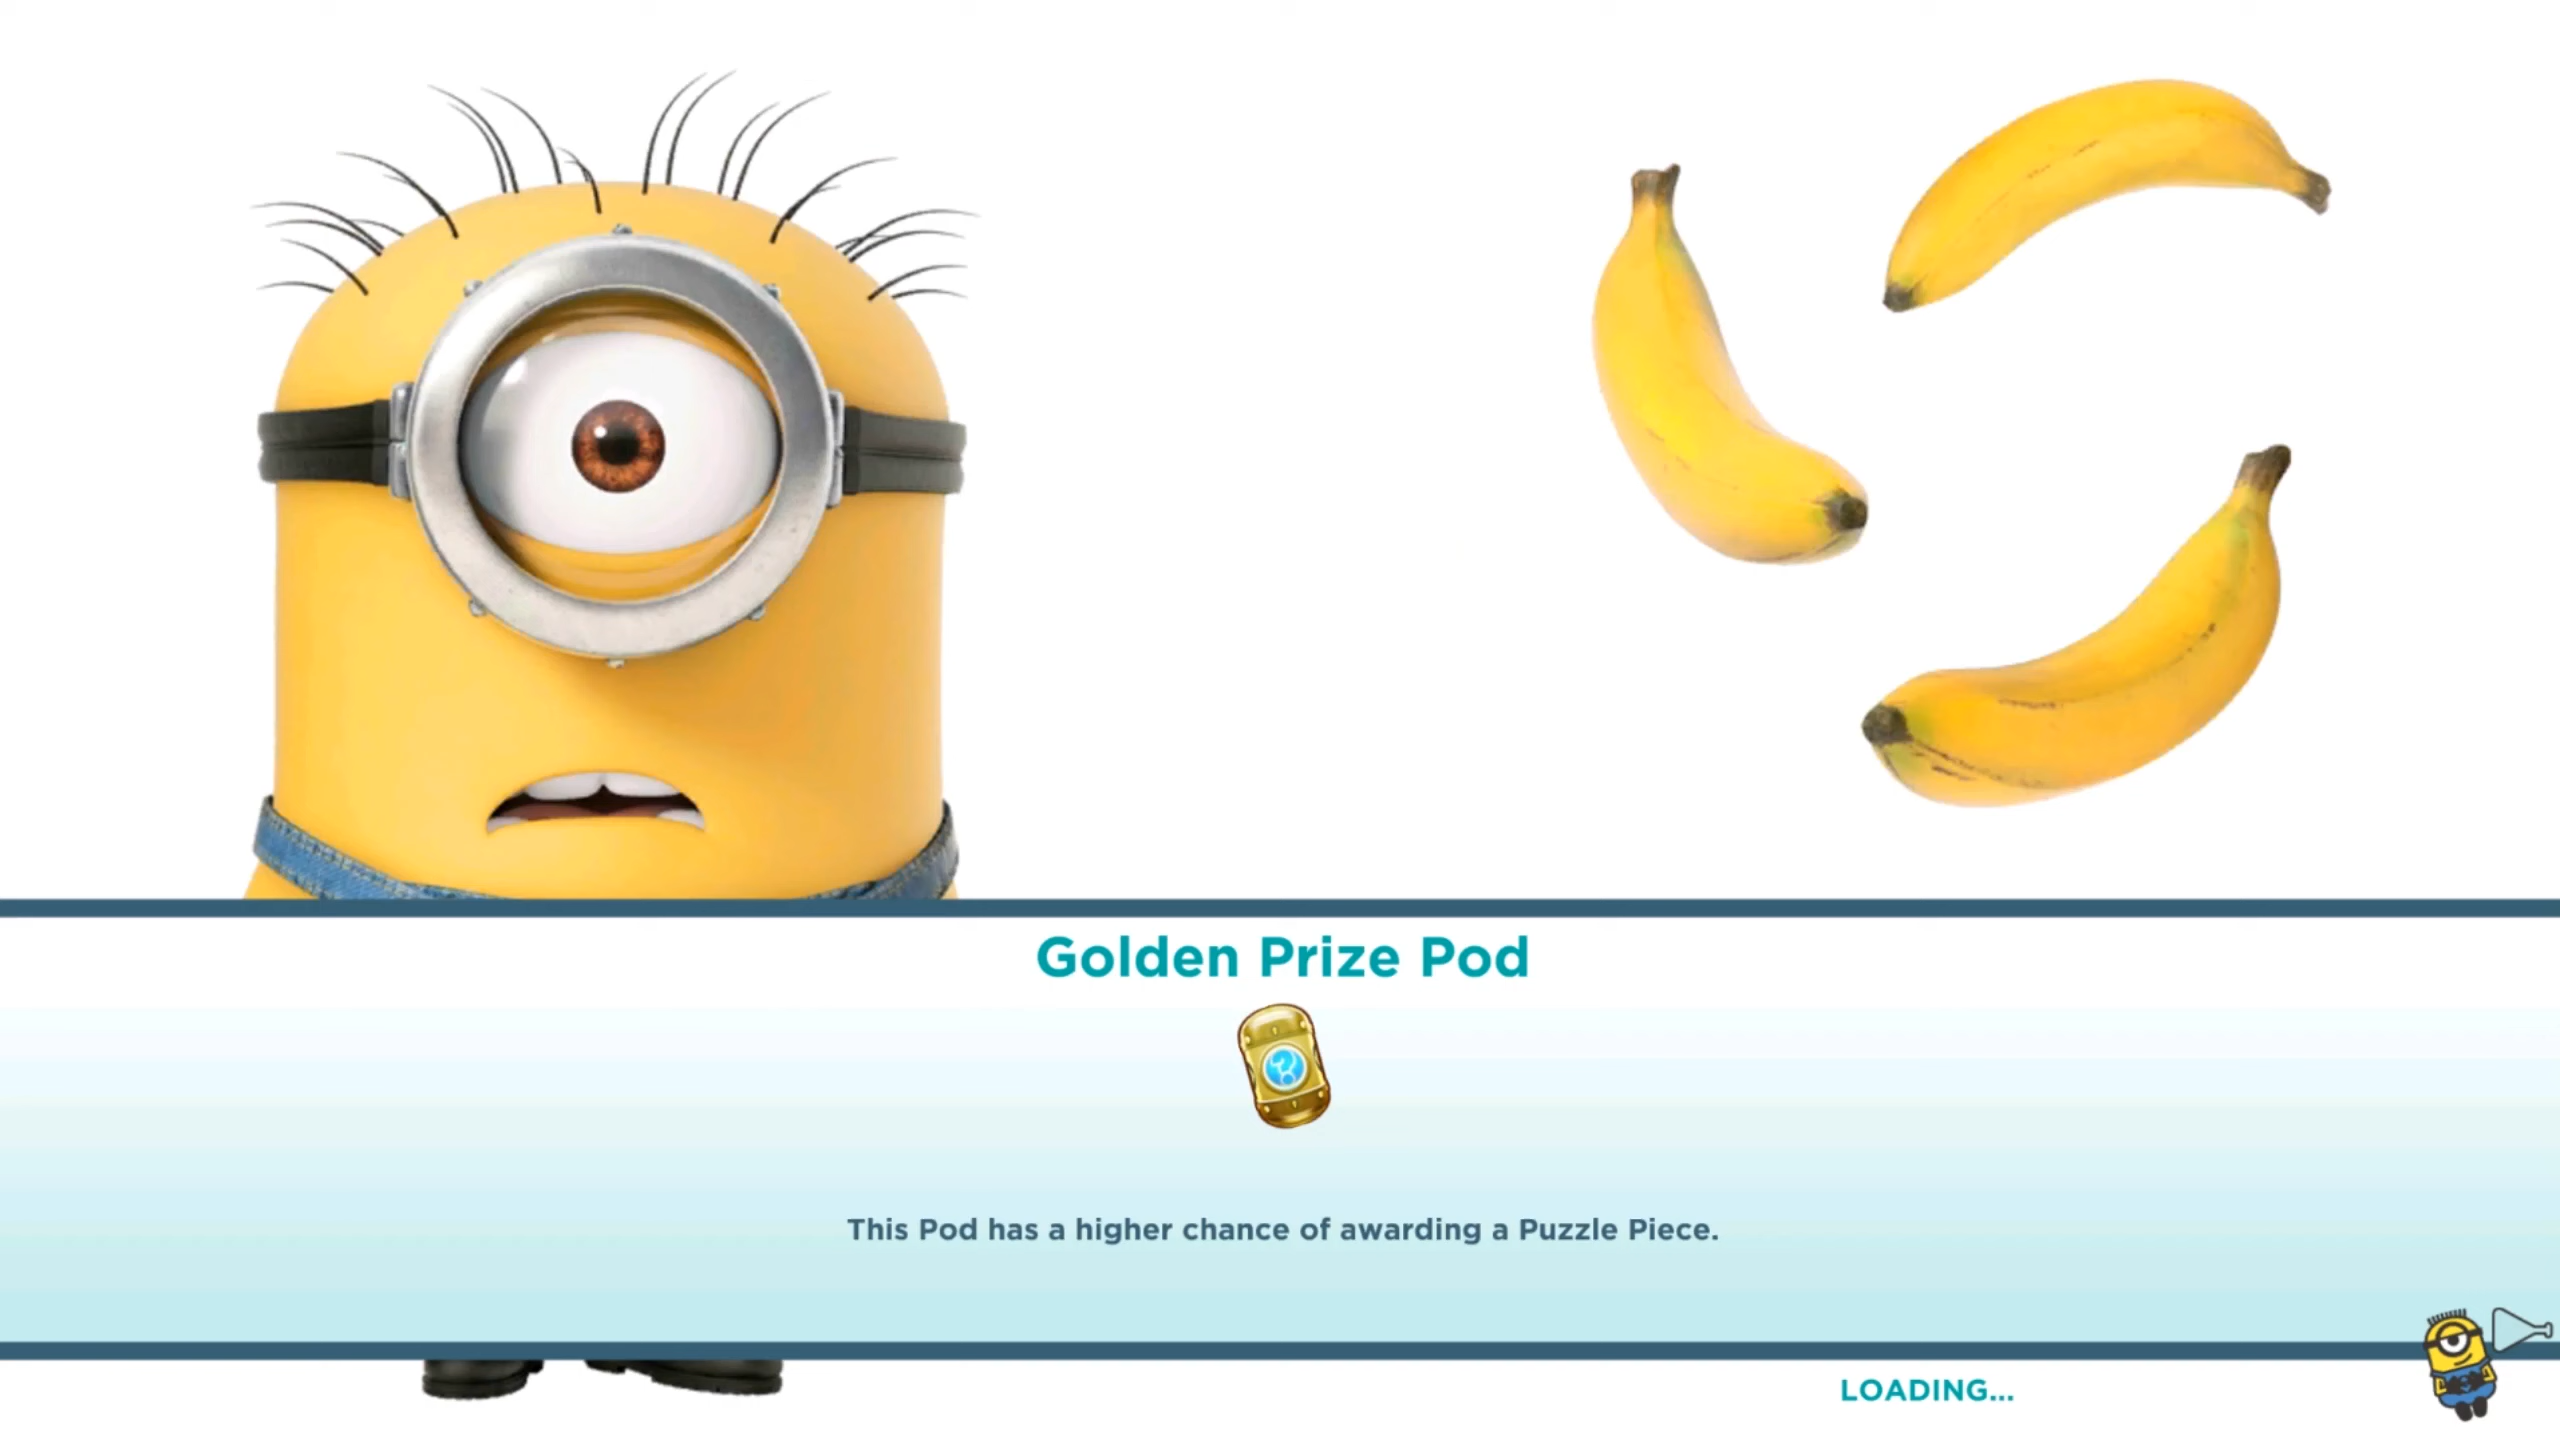 Golden Prize Pod
This Pod has a higher chance of awarding a Puzzle Piece.
LOADING...